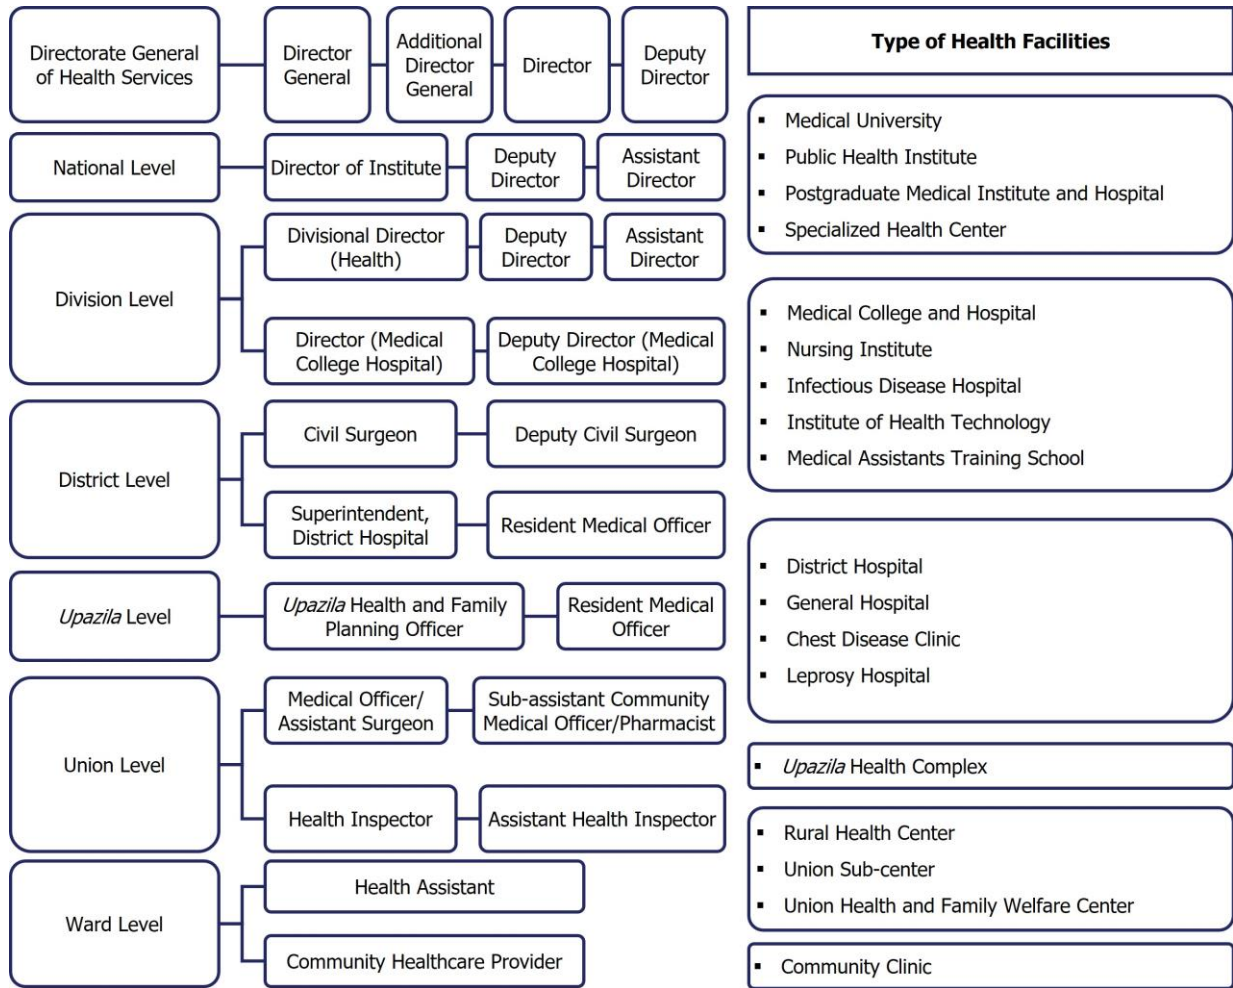 Directorate General
of Health Services
Director
General
Additional
Director
General
Director
Deputy
Director
National Level
Director of Institute
Deputy
Director
Assistant
Director
Division Level
Divisional Director
(Health)
Deputy
Director
Assistant
Director
Director (Medical
College Hospital)
Deputy Director (Medical
College Hospital)
District Level
Civil Surgeon
Deputy Civil Surgeon
Superintendent,
District Hospital
Resident Medical Officer
Upazila Level
Upazila Health and Family
Planning Officer
Resident Medical
Officer
Union Level
Medical Officer/
Assistant Surgeon
Sub-assistant Community
Medical Officer/Pharmacist
Health Inspector
Assistant Health Inspector
Ward Level
Health Assistant
Community Healthcare Provider
Type of Health Facilities
▪ Medical University
▪ Public Health Institute
▪ Postgraduate Medical Institute and Hospital
▪ Specialized Health Center
▪ Medical College and Hospital
▪ Nursing Institute
▪ Infectious Disease Hospital
▪ Institute of Health Technology
▪ Medical Assistants Training School
▪ District Hospital
▪ General Hospital
▪ Chest Disease Clinic
▪ Leprosy Hospital
▪ Upazila Health Complex
▪ Rural Health Center
▪ Union Sub-center
▪ Union Health and Family Welfare Center
▪ Community Clinic